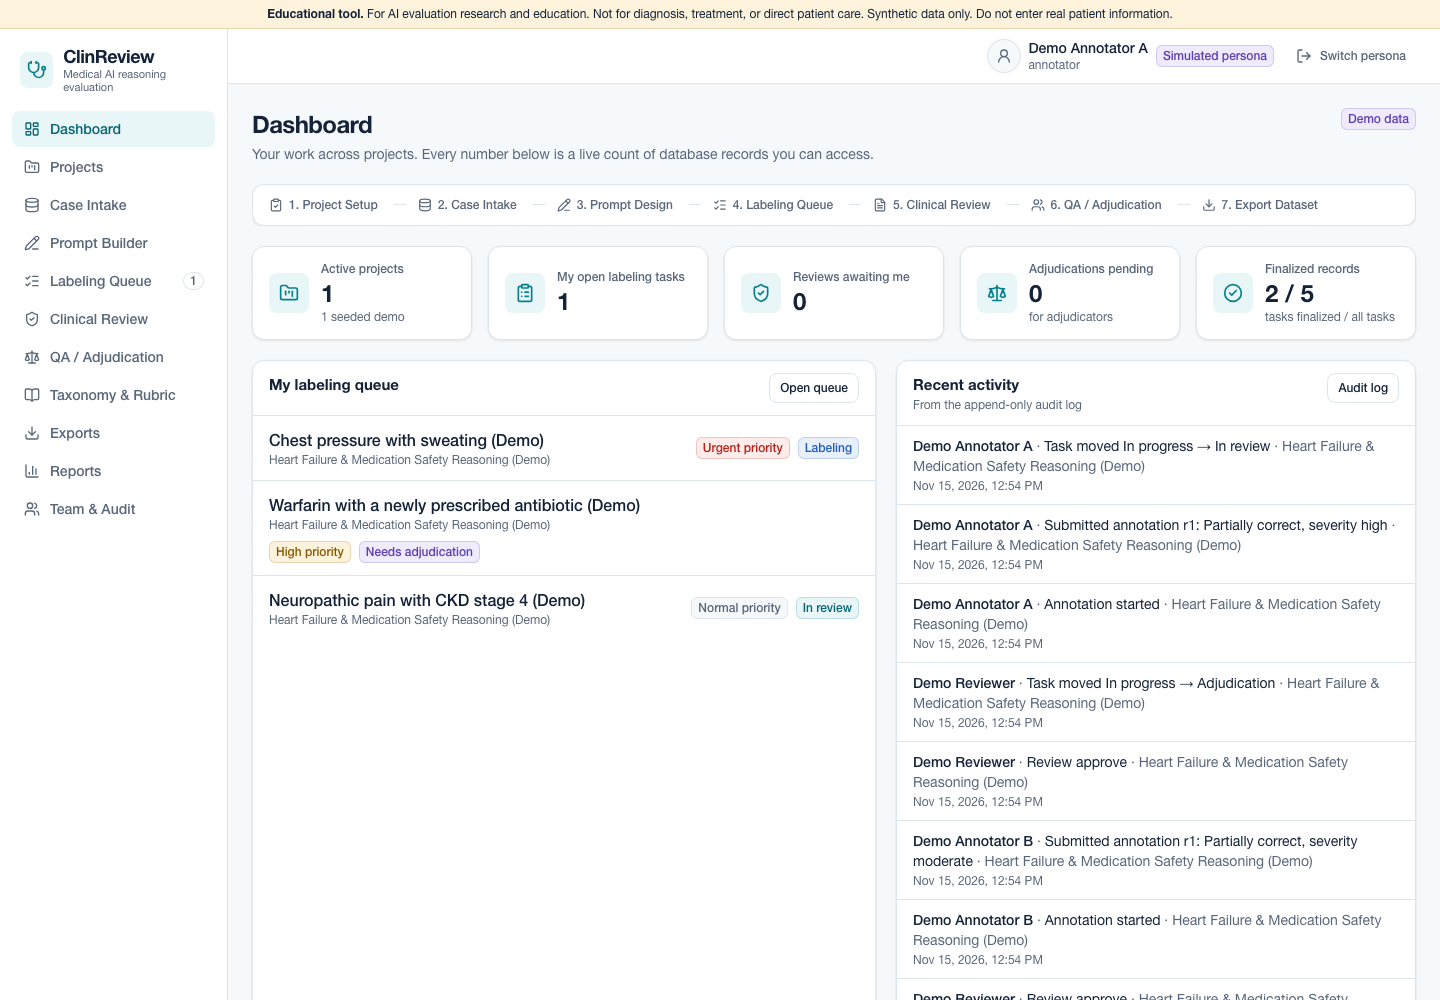 Educational tool. For AI evaluation research and education. Not for diagnosis, treatment, or direct patient care. Synthetic data only. Do not enter real patient information.
ClinReview
Medical AI reasoning
evaluation
Dashboard
Projects
Case Intake
Prompt Builder
Labeling Queue 1
Clinical Review
QA / Adjudication
Taxonomy & Rubric
Exports
Reports
Team & Audit
Demo Annotator A
annotator
Simulated persona
Switch persona
Dashboard
Demo data
Your work across projects. Every number below is a live count of database records you can access.
1. Project Setup
2. Case Intake
3. Prompt Design
4. Labeling Queue
5. Clinical Review
6. QA / Adjudication
7. Export Dataset
Active projects
1
1 seeded demo
My open labeling tasks
1
Reviews awaiting me
0
Adjudications pending
0
for adjudicators
Finalized records
2 / 5
tasks finalized / all tasks
My labeling queue
Open queue
Chest pressure with sweating (Demo)
Heart Failure & Medication Safety Reasoning (Demo)
Urgent priority
Labeling
Warfarin with a newly prescribed antibiotic (Demo)
Heart Failure & Medication Safety Reasoning (Demo)
High priority
Needs adjudication
Neuropathic pain with CKD stage 4 (Demo)
Heart Failure & Medication Safety Reasoning (Demo)
Normal priority
In review
Recent activity
From the append-only audit log
Audit log
Demo Annotator A · Task moved In progress → In review · Heart Failure &
Medication Safety Reasoning (Demo)
Nov 15, 2026, 12:54 PM
Demo Annotator A · Submitted annotation r1: Partially correct, severity high ·
Heart Failure & Medication Safety Reasoning (Demo)
Nov 15, 2026, 12:54 PM
Demo Annotator A · Annotation started · Heart Failure & Medication Safety
Reasoning (Demo)
Nov 15, 2026, 12:54 PM
Demo Reviewer · Task moved In progress → Adjudication · Heart Failure &
Medication Safety Reasoning (Demo)
Nov 15, 2026, 12:54 PM
Demo Reviewer · Review approve · Heart Failure & Medication Safety
Reasoning (Demo)
Nov 15, 2026, 12:54 PM
Demo Annotator B · Submitted annotation r1: Partially correct, severity
moderate · Heart Failure & Medication Safety Reasoning (Demo)
Nov 15, 2026, 12:54 PM
Demo Annotator B · Annotation started · Heart Failure & Medication Safety
Reasoning (Demo)
Nov 15, 2026, 12:54 PM
Demo Reviewer · Review approve · Heart Failure & Medication Safety